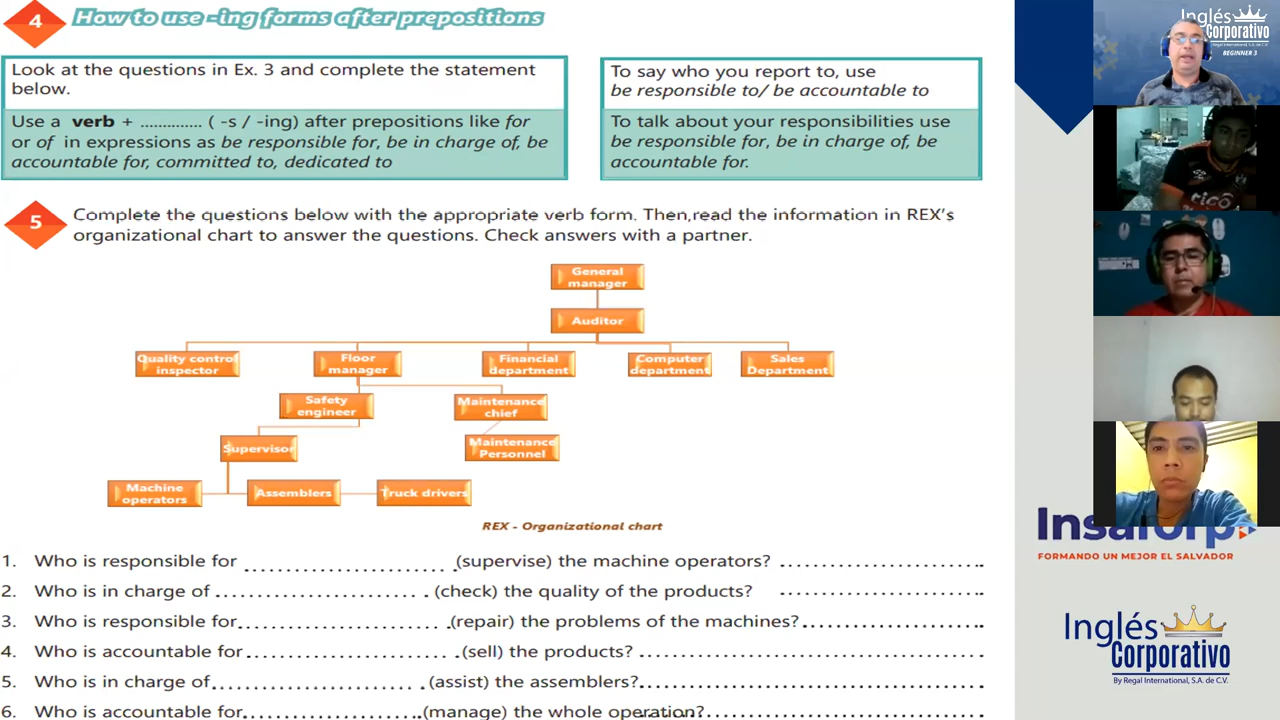 4
How to use -ing forms after prepositions
Look at the questions in Ex. 3 and complete the statement
below.
Use a verb + .............. ( -s / -ing) after prepositions like for
or of in expressions as be responsible for, be in charge of, be
accountable for, committed to, dedicated to
To say who you report to, use
be responsible to/ be accountable to
To talk about your responsibilities use
be responsible for, be in charge of, be
accountable for.
5
Complete the questions below with the appropriate verb form. Then,read the information in REX's
organizational chart to answer the questions. Check answers with a partner.
General
manager
Auditor
Quality control
inspector
Floor
manager
Financial
department
Computer
department
Sales
Department
Safety
engineer
Maintenance
chief
Supervisor
Maintenance
Personnel
Machine
operators
Assemblers
Truck drivers
REX - Organizational chart
1. Who is responsible for ........................ (supervise) the machine operators? ........................
2. Who is in charge of ......................... (check) the quality of the products? ........................
3. Who is responsible for......................... (repair) the problems of the machines?........................
4. Who is accountable for......................... (sell) the products? ........................................
5. Who is in charge of......................... (assist) the assemblers?........................................
6. Who is accountable for......................(manage) the whole operation?................................
Inglés
Corporativo
By Regal International, S.A. de C.V.
BEGINNER 3
Insaforp
FORMANDO UN MEJOR EL SALVADOR
Inglés
Corporativo
By Regal International, S.A. de C.V.